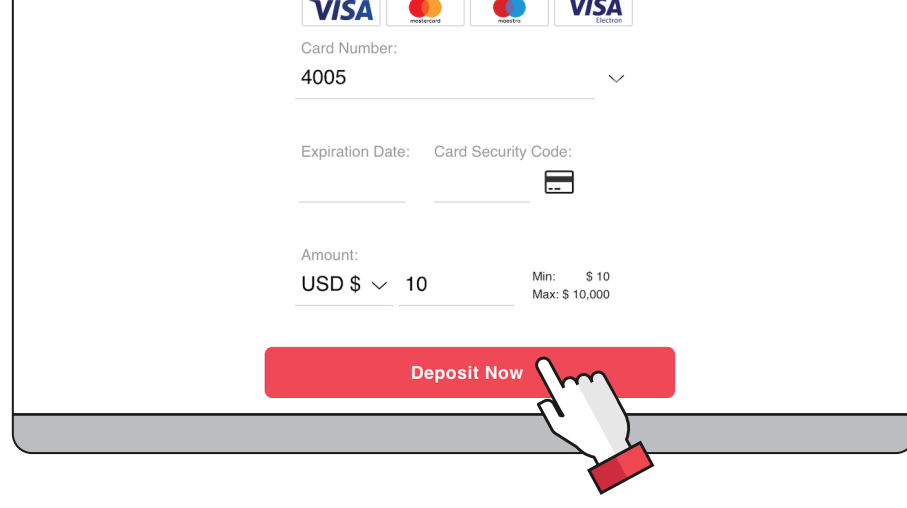 VISA mastercard maestro VISA Electron
Card Number:
4005
Expiration Date: Card Security Code:
Amount:
USD $ 10
Min: $ 10
Max: $ 10,000
Deposit Now